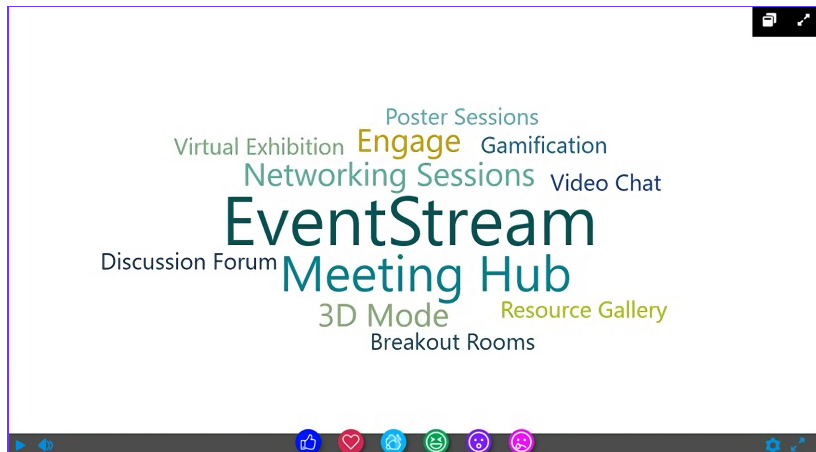 Poster Sessions
Virtual Exhibition
Engage
Gamification
Networking Sessions
Video Chat
EventStream
Discussion Forum
Meeting Hub
3D Mode
Resource Gallery
Breakout Rooms